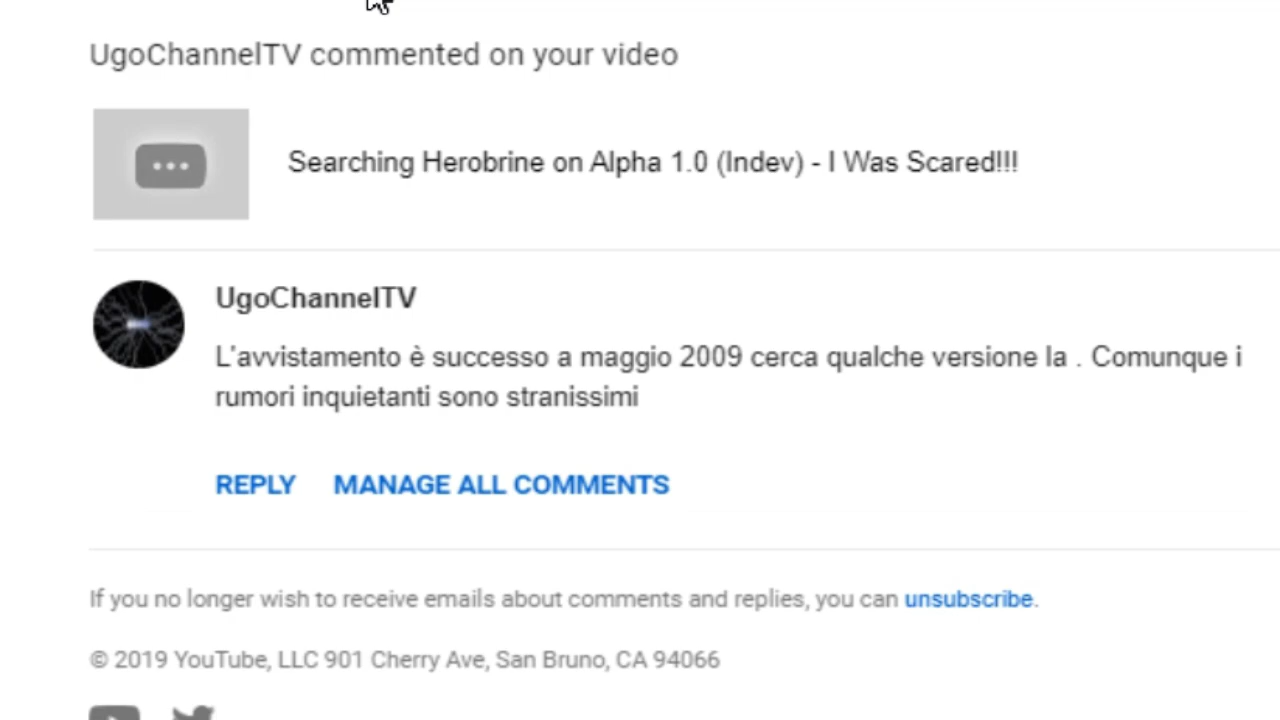 UgoChannelTV commented on your video
Searching Herobrine on Alpha 1.0 (Indev) - I Was Scared!!!
UgoChannelTV
L'avvistamento è successo a maggio 2009 cerca qualche versione la . Comunque i
rumori inquietanti sono stranissimi
REPLY MANAGE ALL COMMENTS
If you no longer wish to receive emails about comments and replies, you can unsubscribe.
© 2019 YouTube, LLC 901 Cherry Ave, San Bruno, CA 94066